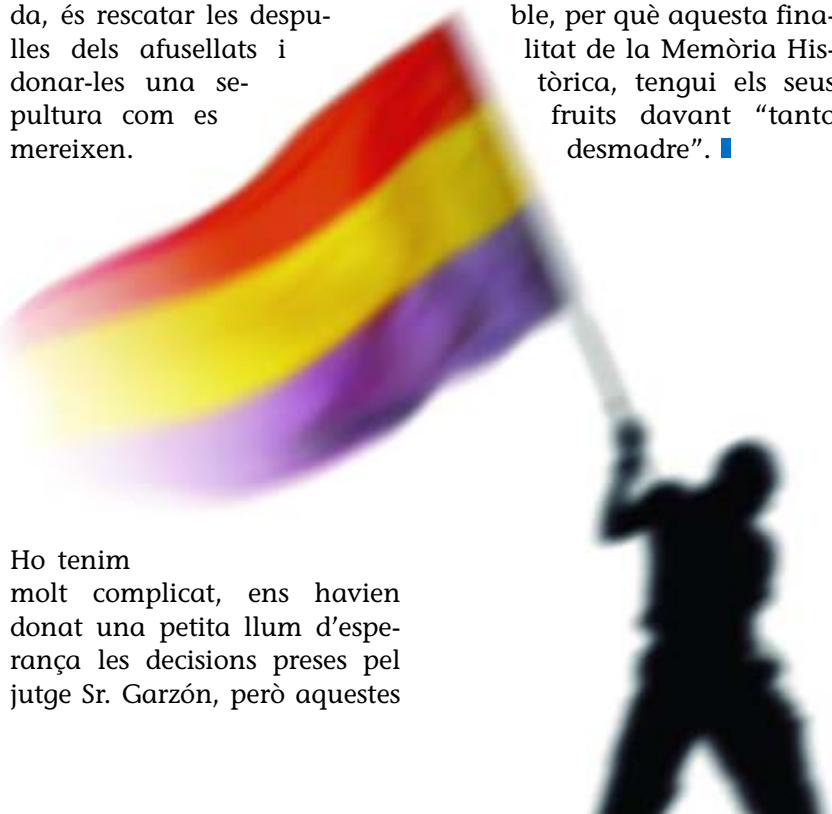 da, és rescatar les despu-
lles dels afusellats i
donar-les una se-
pultura com es
mereixen.
Ho tenim
molt complicat, ens havien
donat una petita llum d’espe-
rança les decisions preses pel
jutge Sr. Garzón, però aquestes
ble, per què aquesta fina-
litat de la Memòria His-
tòrica, tengui els seus
fruits davant “tanto
desmadre”.